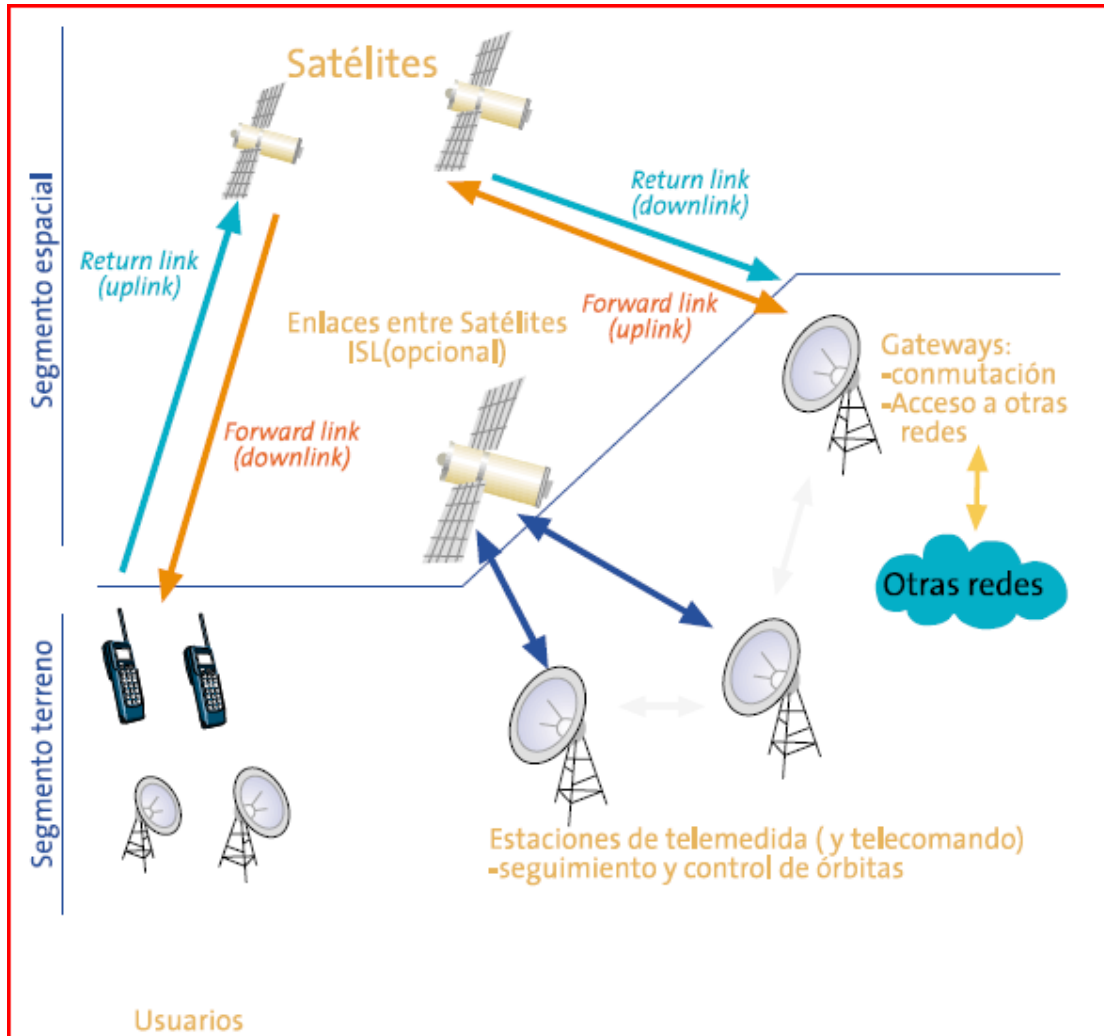 Satélites
Segmento espacial
Return link
(downlink)
Return link
(uplink)
Forward link
(uplink)
Enlaces entre Satélites
ISL(opcional)
Gateways:
-conmutación
-Acceso a otras
redes
Forward link
(downlink)
Otras redes
Segmento terreno
Estaciones de telemedida ( y telecomando)
-seguimiento y control de órbitas
Usuarios